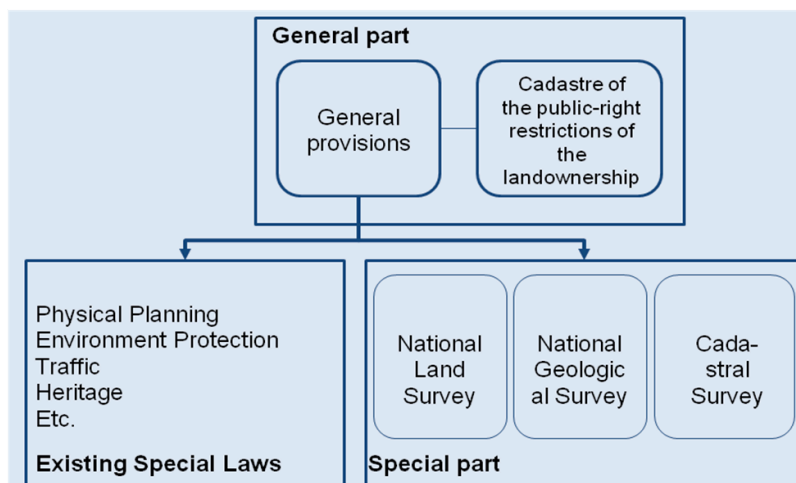 General part
General
provisions
Cadastre of
the public-right
restrictions of
the
landownership
Physical Planning
Environment Protection
Traffic
Heritage
Etc.
Existing Special Laws
National
Land
Survey
National
Geologic
al Survey
Cada-
stral
Survey
Special part